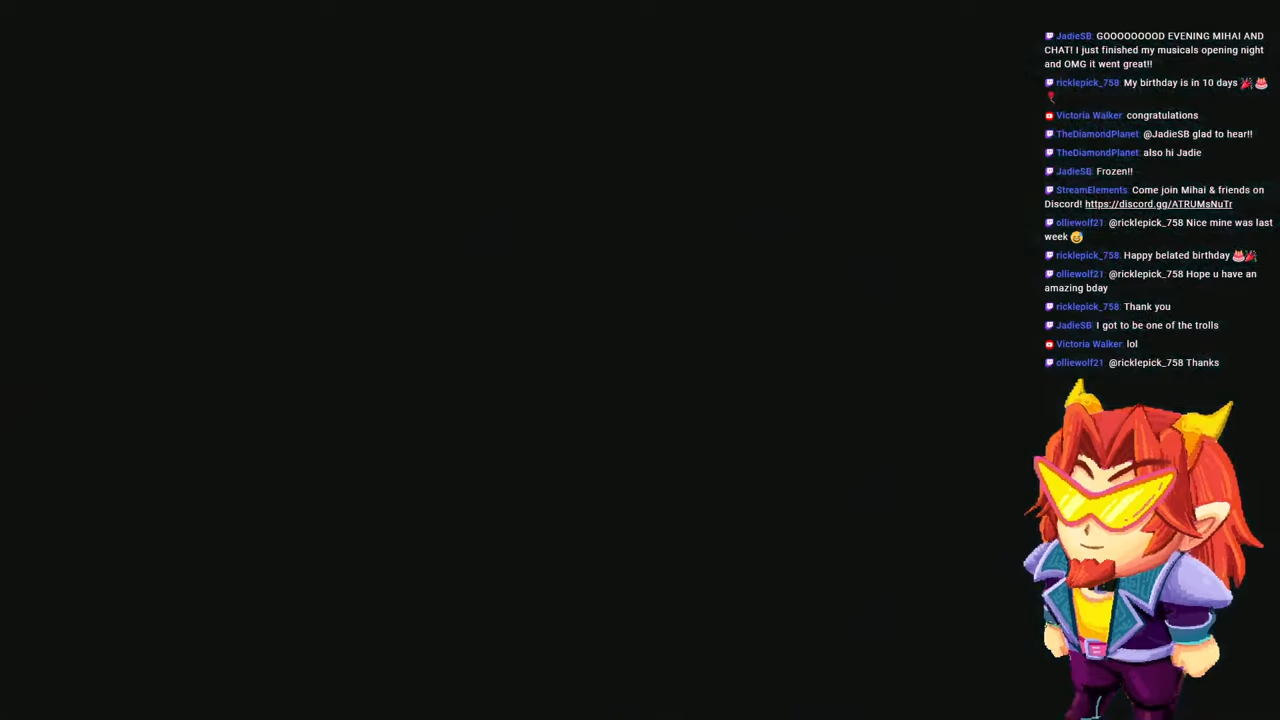 JadieSB: GOOOOOOOOD EVENING MIHAI AND
CHAT! I just finished my musicals opening night
and OMG it went great!!
ricklepick_758: My birthday is in 10 days 🎉🎂
🎈
Victoria Walker: congratulations
TheDiamondPlanet: @JadieSB glad to hear!!
TheDiamondPlanet: also hi Jadie
JadieSB: Frozen!!
StreamElements: Come join Mihai & friends on
Discord! https://discord.gg/ATRUMsNuTr
olliewolf21: @ricklepick_758 Nice mine was last
week 😅
ricklepick_758: Happy belated birthday 🎂🎉
olliewolf21: @ricklepick_758 Hope u have an
amazing bday
ricklepick_758: Thank you
JadieSB: I got to be one of the trolls
Victoria Walker: lol
olliewolf21: @ricklepick_758 Thanks